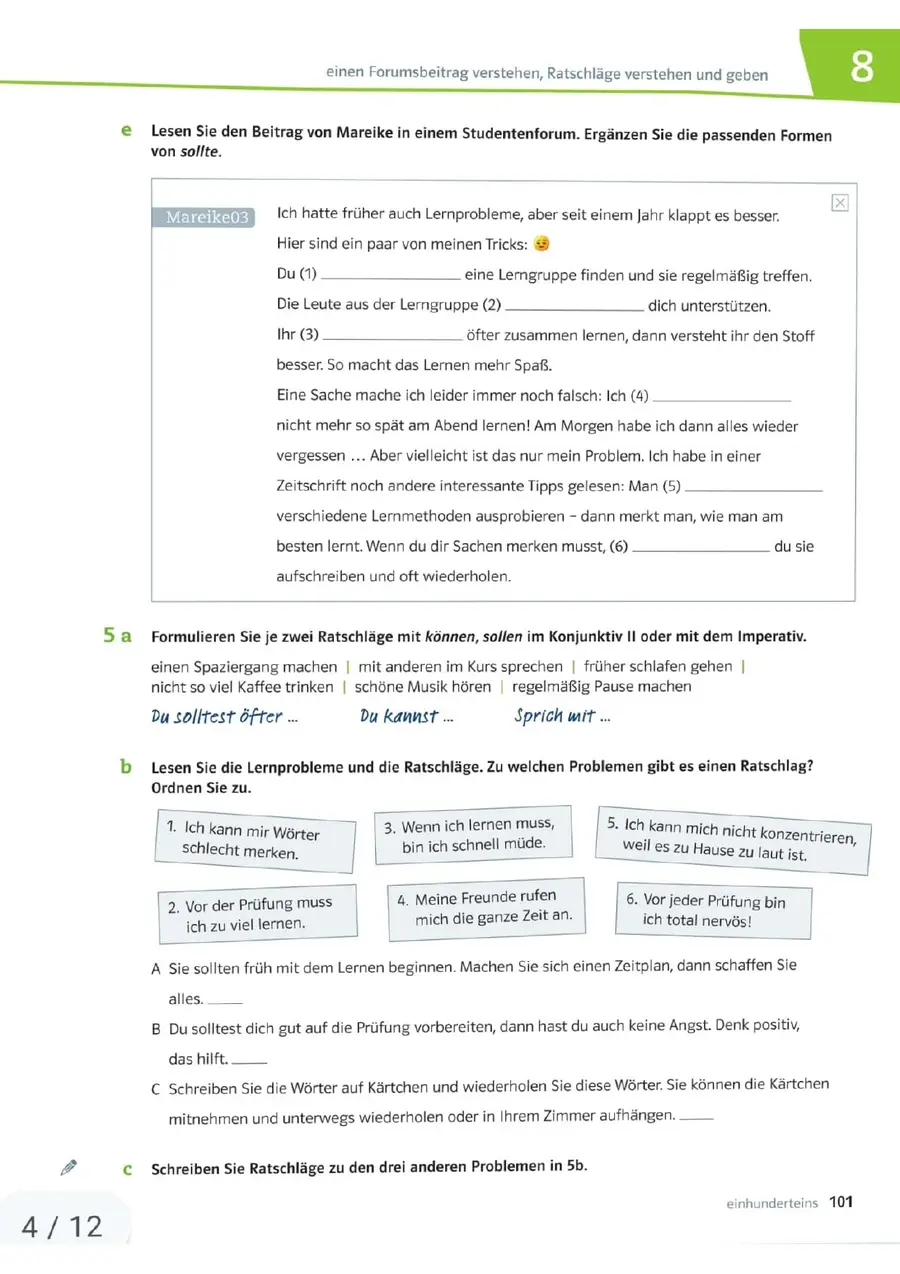 einen Forumsbeitrag verstehen, Ratschläge verstehen und geben
8
e Lesen Sie den Beitrag von Mareike in einem Studentenforum. Ergänzen Sie die passenden Formen
von sollte.
Mareike03
Ich hatte früher auch Lernprobleme, aber seit einem Jahr klappt es besser.
Hier sind ein paar von meinen Tricks:
Du (1) ____________ eine Lerngruppe finden und sie regelmäßig treffen.
Die Leute aus der Lerngruppe (2) ____________ dich unterstützen.
Ihr (3) ____________ öfter zusammen lernen, dann versteht ihr den Stoff
besser. So macht das Lernen mehr Spaß.
Eine Sache mache ich leider immer noch falsch: Ich (4) ____________
nicht mehr so spät am Abend lernen! Am Morgen habe ich dann alles wieder
vergessen ... Aber vielleicht ist das nur mein Problem. Ich habe in einer
Zeitschrift noch andere interessante Tipps gelesen: Man (5) ____________
verschiedene Lernmethoden ausprobieren – dann merkt man, wie man am
besten lernt. Wenn du dir Sachen merken musst, (6) ____________ du sie
aufschreiben und oft wiederholen.
5 a Formulieren Sie je zwei Ratschläge mit können, sollen im Konjunktiv II oder mit dem Imperativ.
einen Spaziergang machen | mit anderen im Kurs sprechen | früher schlafen gehen |
nicht so viel Kaffee trinken | schöne Musik hören | regelmäßig Pause machen
Du solltest öfter ... Du kannst ... Sprich mit ...
b Lesen Sie die Lernprobleme und die Ratschläge. Zu welchen Problemen gibt es einen Ratschlag?
Ordnen Sie zu.
1. Ich kann mir Wörter
schlecht merken.
3. Wenn ich lernen muss,
bin ich schnell müde.
5. Ich kann mich nicht konzentrieren,
weil es zu Hause zu laut ist.
2. Vor der Prüfung muss
ich zu viel lernen.
4. Meine Freunde rufen
mich die ganze Zeit an.
6. Vor jeder Prüfung bin
ich total nervös!
A Sie sollten früh mit dem Lernen beginnen. Machen Sie sich einen Zeitplan, dann schaffen Sie
alles. ____
B Du solltest dich gut auf die Prüfung vorbereiten, dann hast du auch keine Angst. Denk positiv,
das hilft. ____
C Schreiben Sie die Wörter auf Kärtchen und wiederholen Sie diese Wörter. Sie können die Kärtchen
mitnehmen und unterwegs wiederholen oder in Ihrem Zimmer aufhängen. ____
c Schreiben Sie Ratschläge zu den drei anderen Problemen in 5b.
einhunderteins 101
4 / 12